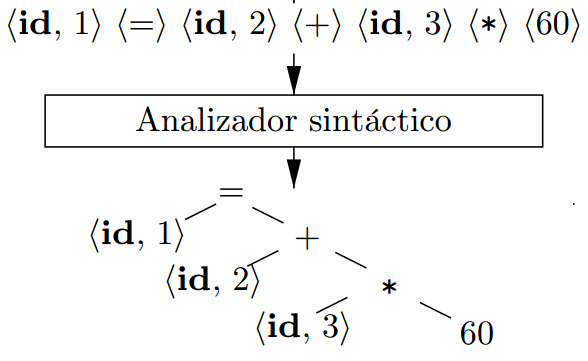 ⟨id, 1⟩ ⟨=⟩ ⟨id, 2⟩ ⟨+⟩ ⟨id, 3⟩ ⟨*⟩ ⟨60⟩
Analizador sintáctico
=
⟨id, 1⟩
+
⟨id, 2⟩
*
⟨id, 3⟩
60